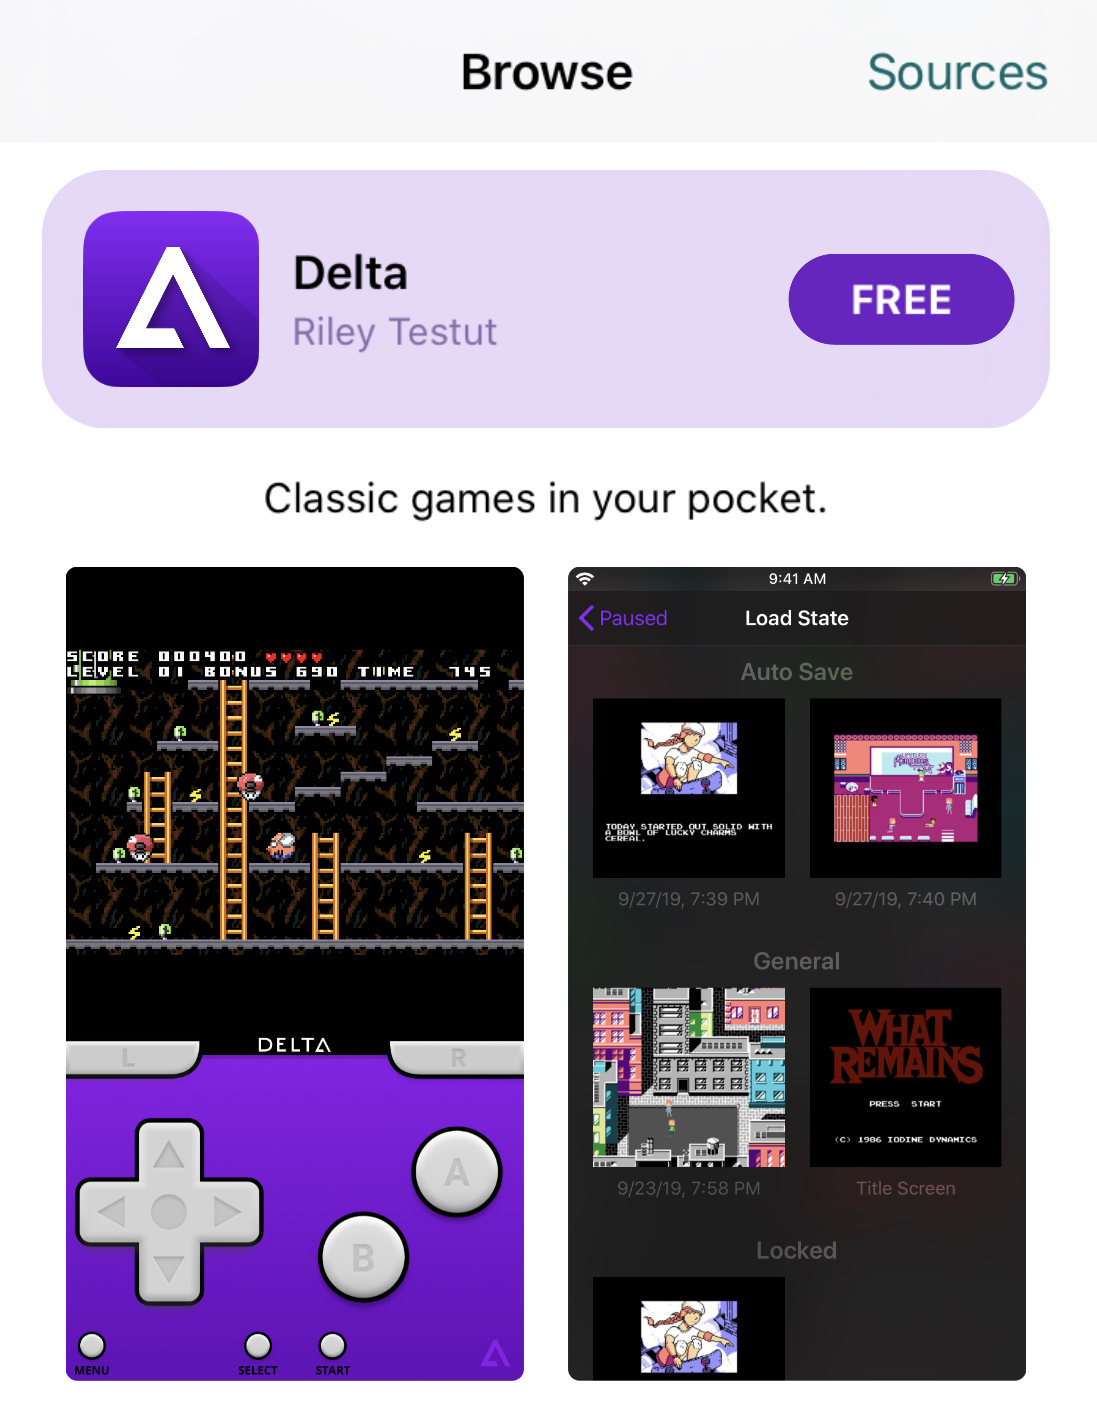 Browse
Sources
Delta
Riley Testut
FREE
Classic games in your pocket.
SCORE 000400
LEVEL 01 BONUS 690 TIME 745
DELTA
L
R
A
B
MENU
SELECT
START
9:41 AM
Paused
Load State
Auto Save
TODAY STARTED OUT SOLID WITH
A BOWL OF LUCKY CHARMS
CEREAL.
9/27/19, 7:39 PM
9/27/19, 7:40 PM
General
WHAT
REMAINS
PRESS START
(C) 1986 IODINE DYNAMICS
9/23/19, 7:58 PM
Title Screen
Locked